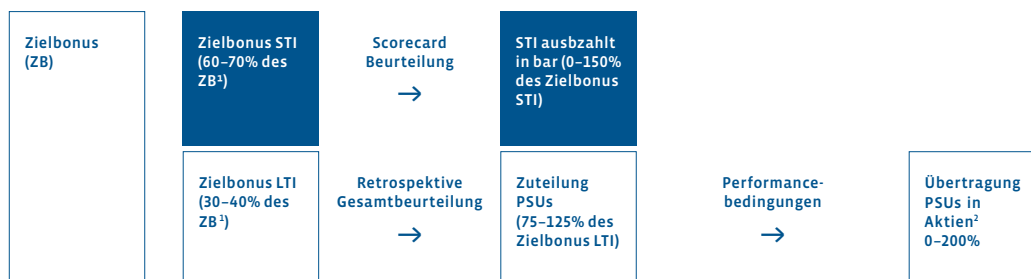 Zielbonus
(ZB)
Zielbonus STI
(60–70% des
ZB¹)
Scorecard
Beurteilung
→
STI ausbzahlt
in bar (0–150%
des Zielbonus
STI)
Zielbonus LTI
(30–40% des
ZB¹)
Retrospektive
Gesamtbeurteilung
→
Zuteilung
PSUs
(75–125% des
Zielbonus LTI)
Performance-
bedingungen
→
Übertragung
PSUs in
Aktien²
0–200%